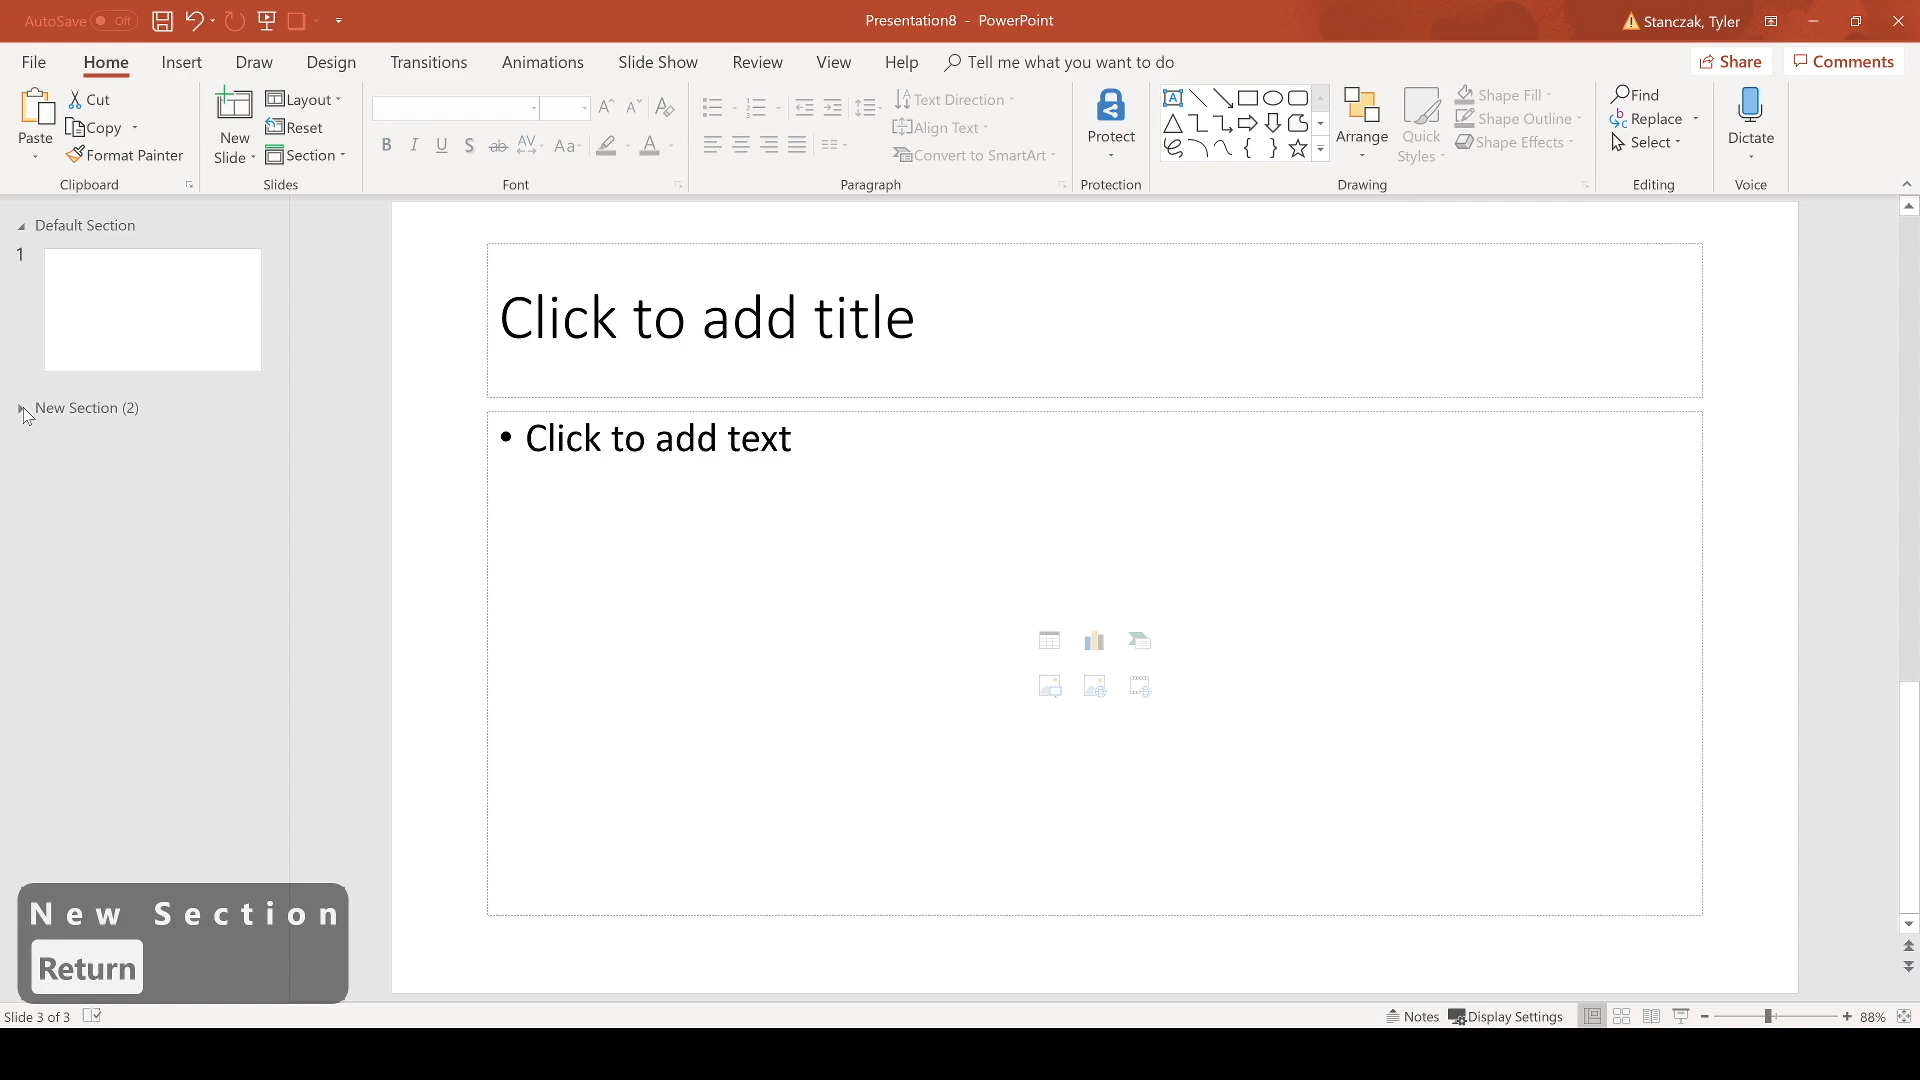 AutoSave Off
Presentation8 - PowerPoint
Stanczak, Tyler
File Home Insert Draw Design Transitions Animations Slide Show Review View Help Tell me what you want to do Share Comments
Paste
Cut
Copy
Format Painter
Clipboard
New
Slide
Layout
Reset
Section
Slides
B I U S ab AV Aa A
Font
Text Direction
Align Text
Convert to SmartArt
Paragraph
Protect
Protection
Arrange
Quick
Styles
Shape Fill
Shape Outline
Shape Effects
Drawing
Find
Replace
Select
Editing
Dictate
Voice
Default Section
1
New Section (2)
Click to add title
• Click to add text
New Section
Return
Slide 3 of 3
Notes Display Settings 88%